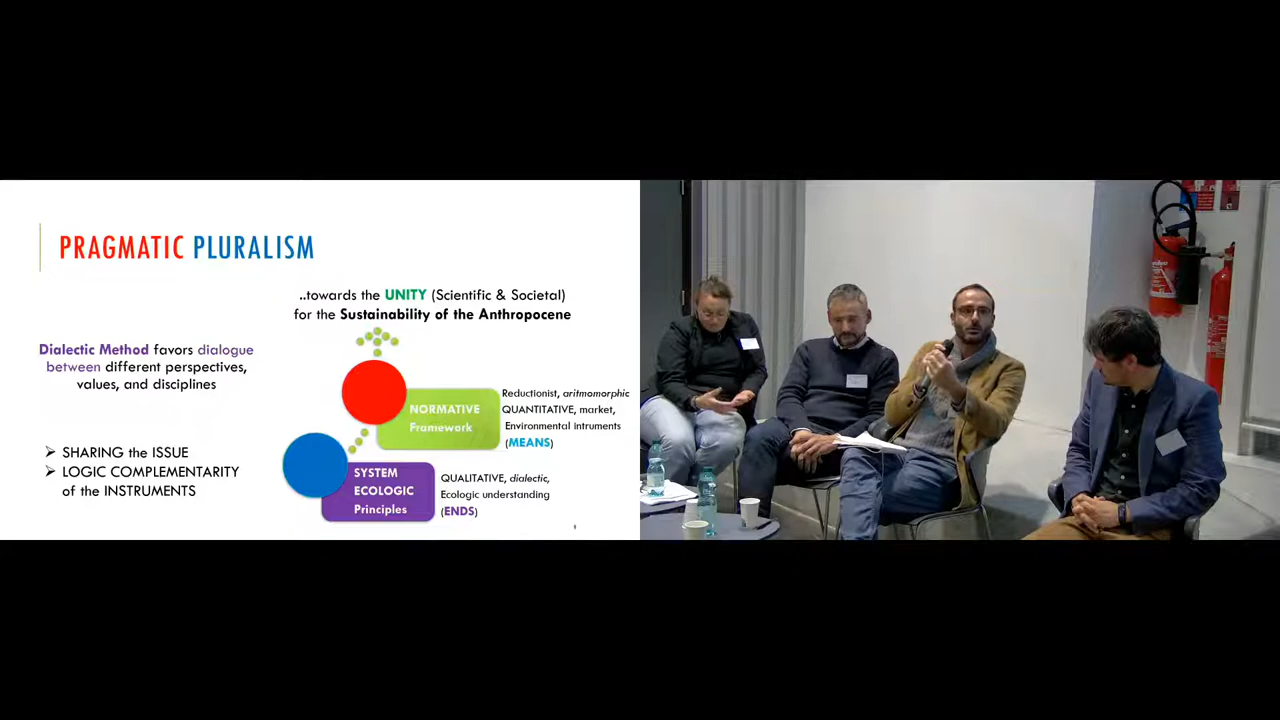 PRAGMATIC PLURALISM
..towards the UNITY (Scientific & Societal)
for the Sustainability of the Anthropocene
Dialectic Method favors dialogue
between different perspectives,
values, and disciplines
➢ SHARING the ISSUE
➢ LOGIC COMPLEMENTARITY
of the INSTRUMENTS
NORMATIVE
Framework
Reductionist, aritmomorphic
QUANTITATIVE, market,
Environmental intruments
(MEANS)
SYSTEM
ECOLOGIC
Principles
QUALITATIVE, dialectic,
Ecologic understanding
(ENDS)